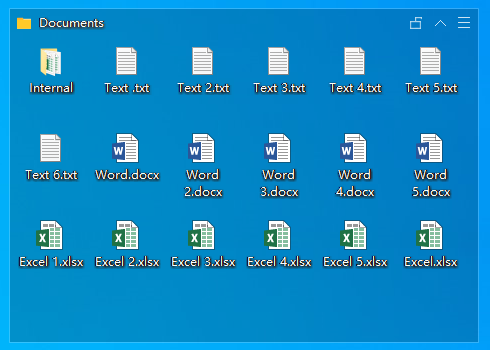 Documents
Internal Text .txt Text 2.txt Text 3.txt Text 4.txt Text 5.txt
Text 6.txt Word.docx Word 2.docx Word 3.docx Word 4.docx Word 5.docx
Excel 1.xlsx Excel 2.xlsx Excel 3.xlsx Excel 4.xlsx Excel 5.xlsx Excel.xlsx